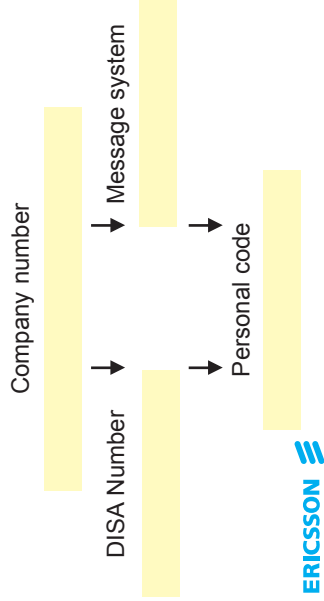 Company number
DISA Number
Message system
Personal code
ERICSSON